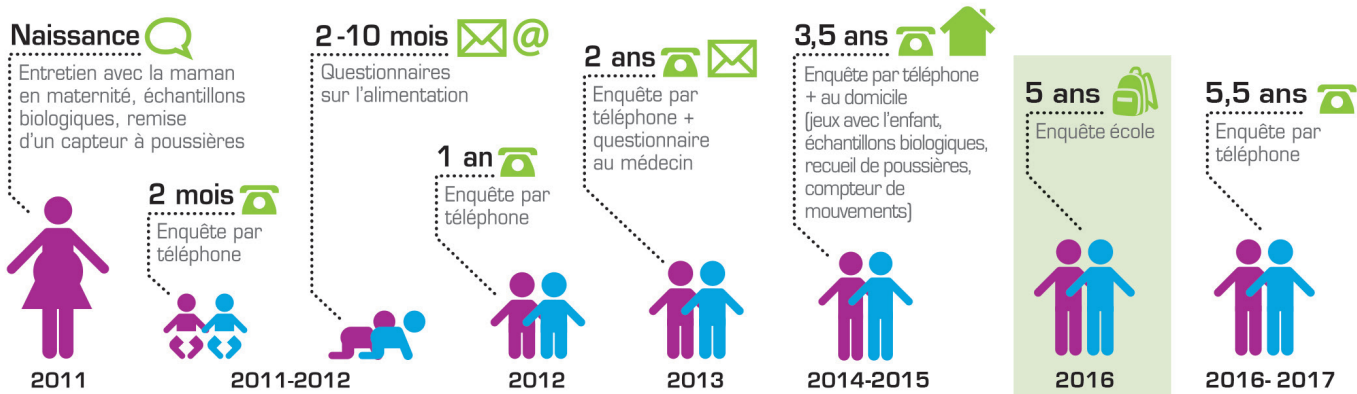 Naissance
Entretien avec la maman
en maternité, échantillons
biologiques, remise
d'un capteur à poussières
2 mois
Enquête par
téléphone
2-10 mois
@
Questionnaires
sur l'alimentation
1 an
Enquête par
téléphone
2 ans
Enquête par
téléphone +
questionnaire
au médecin
3,5 ans
Enquête par téléphone
+ au domicile
(jeux avec l'enfant,
échantillons biologiques,
recueil de poussières,
compteur de
mouvements)
5 ans
Enquête école
5,5 ans
Enquête par
téléphone
2011
2011-2012
2012
2013
2014-2015
2016
2016- 2017